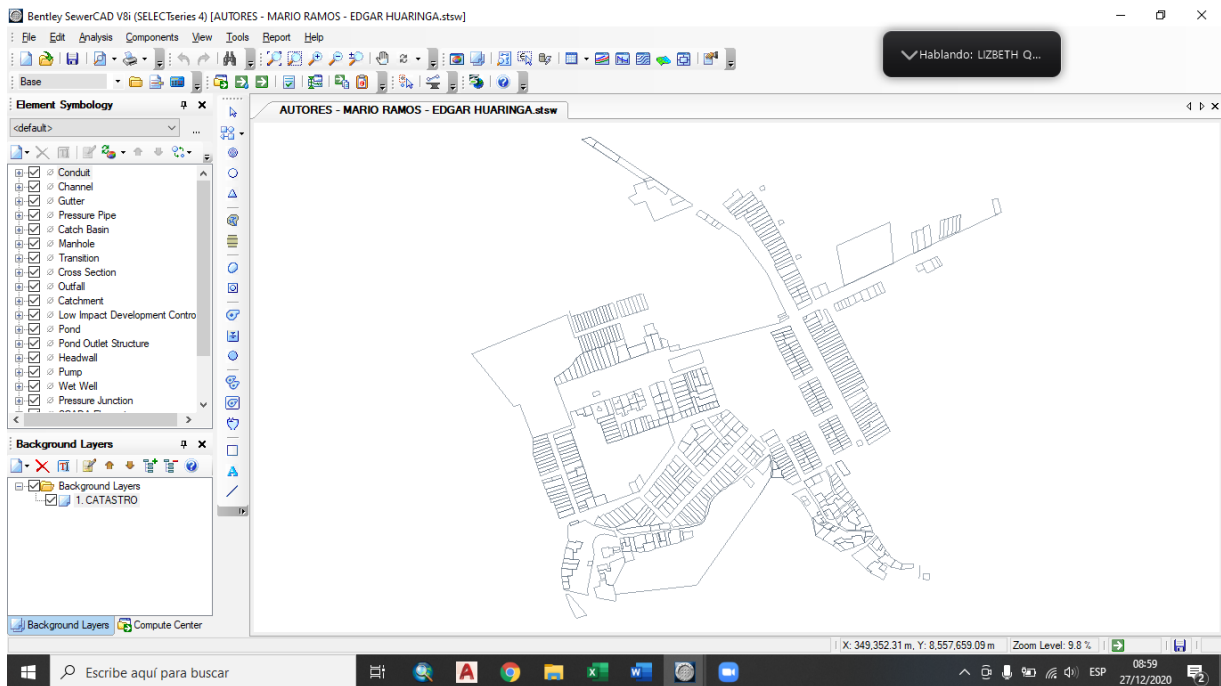 Bentley SewerCAD V8i (SELECTseries 4) [AUTORES - MARIO RAMOS - EDGAR HUARINGA.stsw]
File Edit Analysis Components View Tools Report Help
Hablando: LIZBETH Q...
Base
Element Symbology
<default>
...
Conduit
Channel
Gutter
Pressure Pipe
Catch Basin
Manhole
Transition
Cross Section
Outfall
Catchment
Low Impact Development Contro
Pond
Pond Outlet Structure
Headwall
Pump
Wet Well
Pressure Junction
Background Layers
Background Layers
1. CATASTRO
Background Layers Compute Center
AUTORES - MARIO RAMOS - EDGAR HUARINGA.stsw
X: 349,352.31 m, Y: 8,557,659.09 m Zoom Level: 9.8 %
Escribe aquí para buscar
ESP
08:59
27/12/2020
2